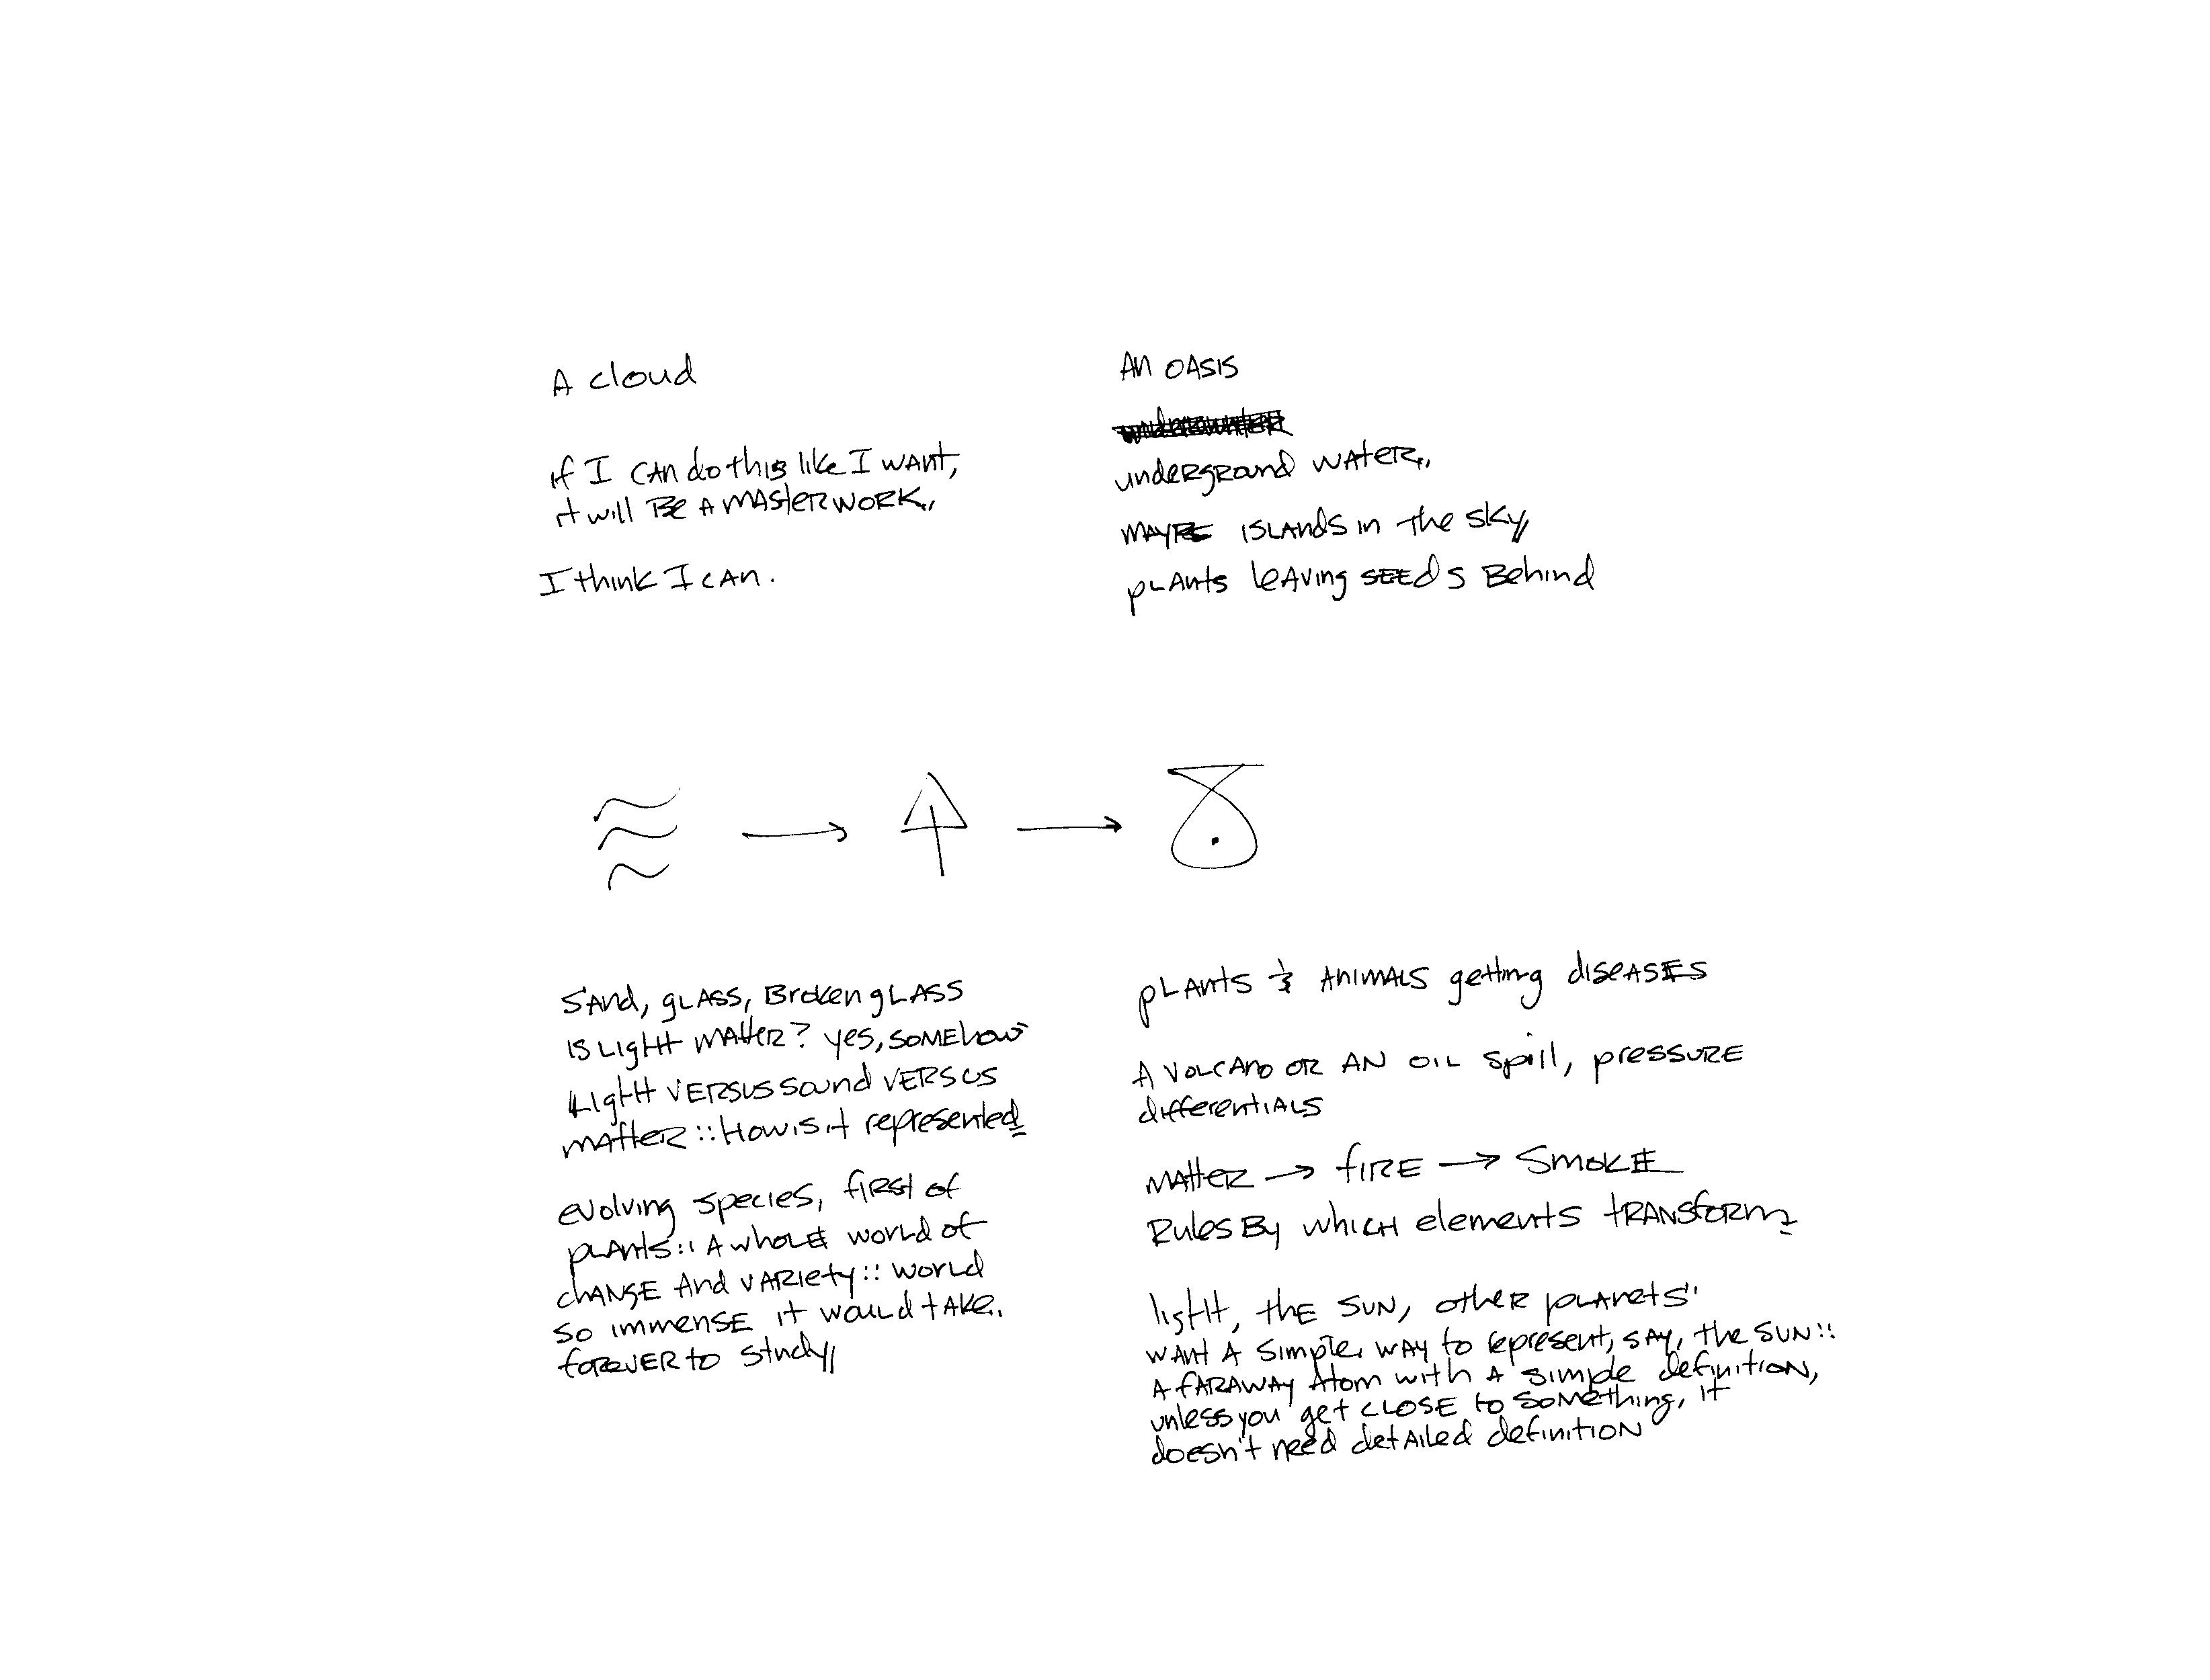 A cloud
if I can do this like I want,
it will be a masterwork..
I think I can.
An oasis
underground water..
maybe islands in the sky,
plants leaving seeds behind
→ →
Sand, glass, broken glass
is light matter? yes, somehow
Light versus sound versus
matter :: How is it represented
evolving species, first of
plants :: A whole world of
change and variety :: world
so immense it would take..
forever to study,,
plants & animals getting diseases
A volcano or an oil spill, pressure
differentials
matter → fire → smoke
Rules by which elements transform
light, the sun, other planets"
want a simple way to represent, say, the sun ::
A faraway atom with a simple definition,
unless you get close to something, it
doesn't need detailed definition